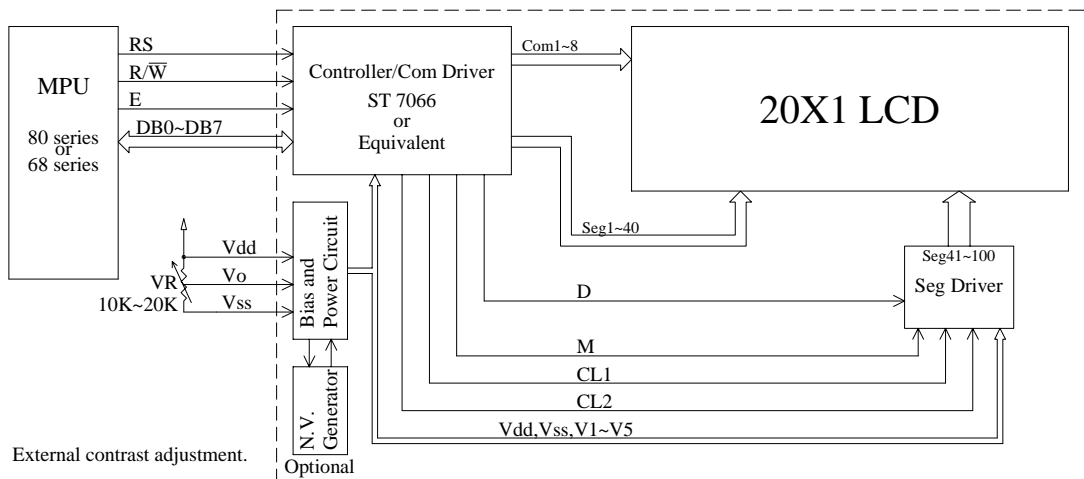 MPU
80 series
or
68 series
RS
R/W̅
E
DB0~DB7
Controller/Com Driver
ST 7066
or
Equivalent
Com1~8
20X1 LCD
Seg1~40
Seg41~100
Seg Driver
Vdd
Vo
Vss
VR
10K~20K
Bias and
Power Circuit
N.V.
Generator
Optional
D
M
CL1
CL2
Vdd,Vss,V1~V5
External contrast adjustment.